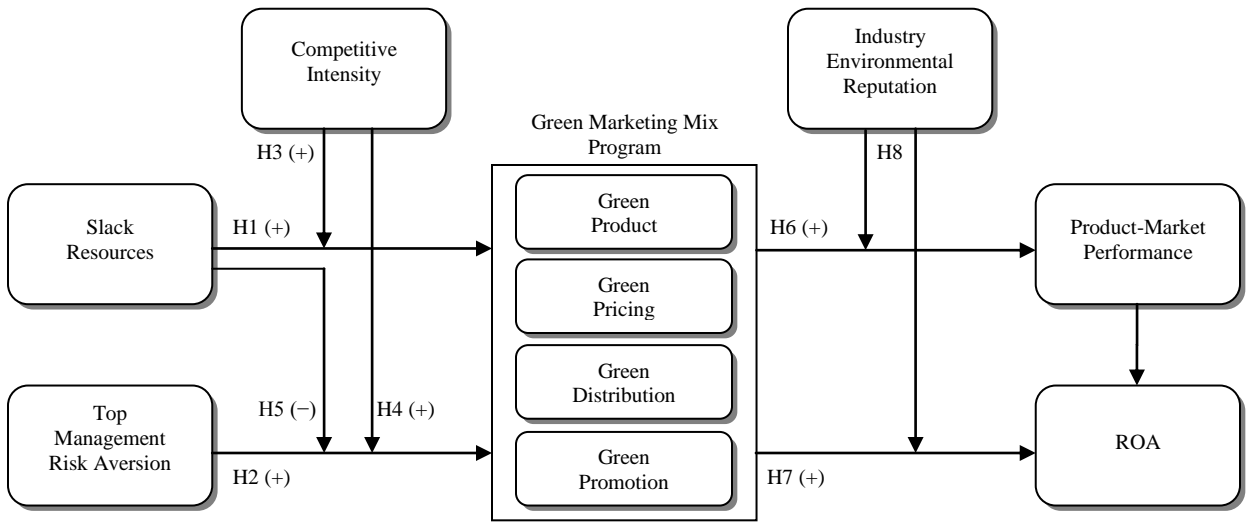 Competitive
Intensity
Industry
Environmental
Reputation
Green Marketing Mix
Program
H3 (+)
H8
Slack
Resources
H1 (+)
Green
Product
H6 (+)
Product-Market
Performance
Green
Pricing
Green
Distribution
H5 (−)
H4 (+)
Top
Management
Risk Aversion
H2 (+)
Green
Promotion
H7 (+)
ROA